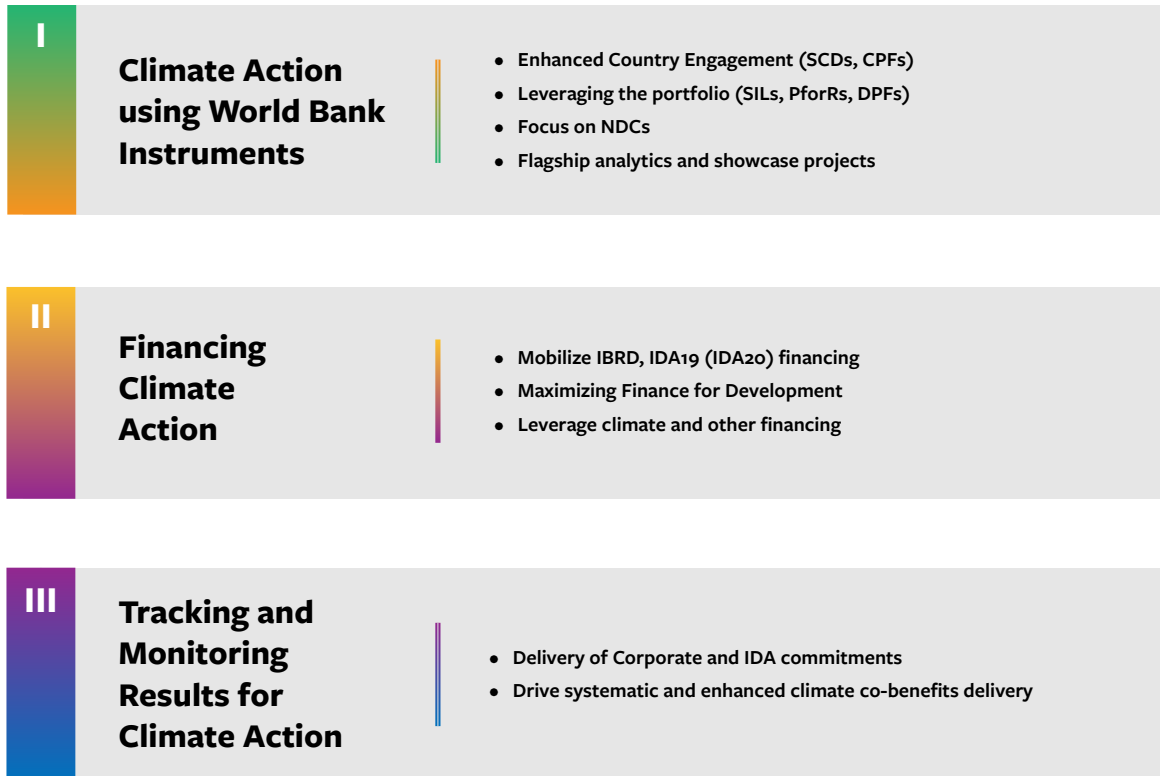 I
Climate Action
using World Bank
Instruments
• Enhanced Country Engagement (SCDs, CPFs)
• Leveraging the portfolio (SILs, PforRs, DPFs)
• Focus on NDCs
• Flagship analytics and showcase projects
II
Financing
Climate
Action
• Mobilize IBRD, IDA19 (IDA20) financing
• Maximizing Finance for Development
• Leverage climate and other financing
III
Tracking and
Monitoring
Results for
Climate Action
• Delivery of Corporate and IDA commitments
• Drive systematic and enhanced climate co-benefits delivery